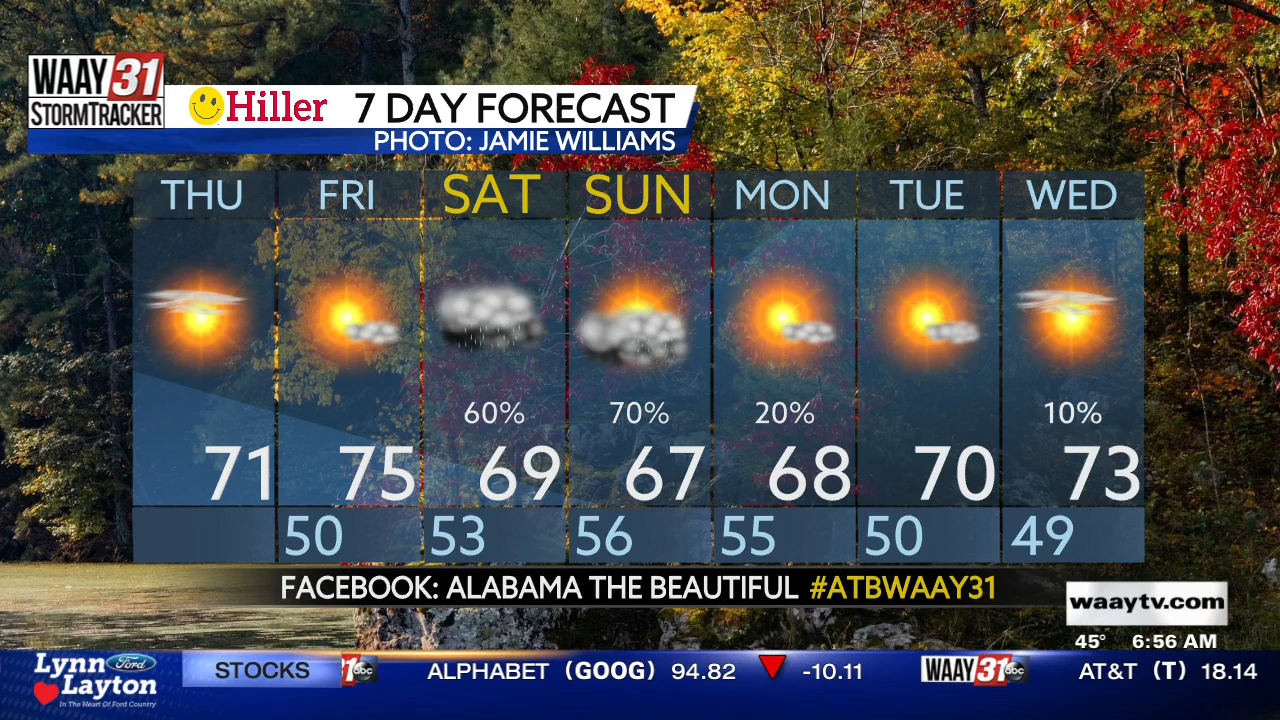 WAAY 31
STORMTRACKER
Hiller
7 DAY FORECAST
PHOTO: JAMIE WILLIAMS
THU FRI SAT SUN MON TUE WED
60% 70% 20% 10%
71 75 69 67 68 70 73
50 53 56 55 50 49
FACEBOOK: ALABAMA THE BEAUTIFUL #ATBWAAY31
waaytv.com
45° 6:56 AM
Lynn Ford
Layton
In The Heart Of Ford Country
STOCKS 31 abc ALPHABET (GOOG) 94.82 ▼ -10.11 WAAY 31 abc AT&T (T) 18.14